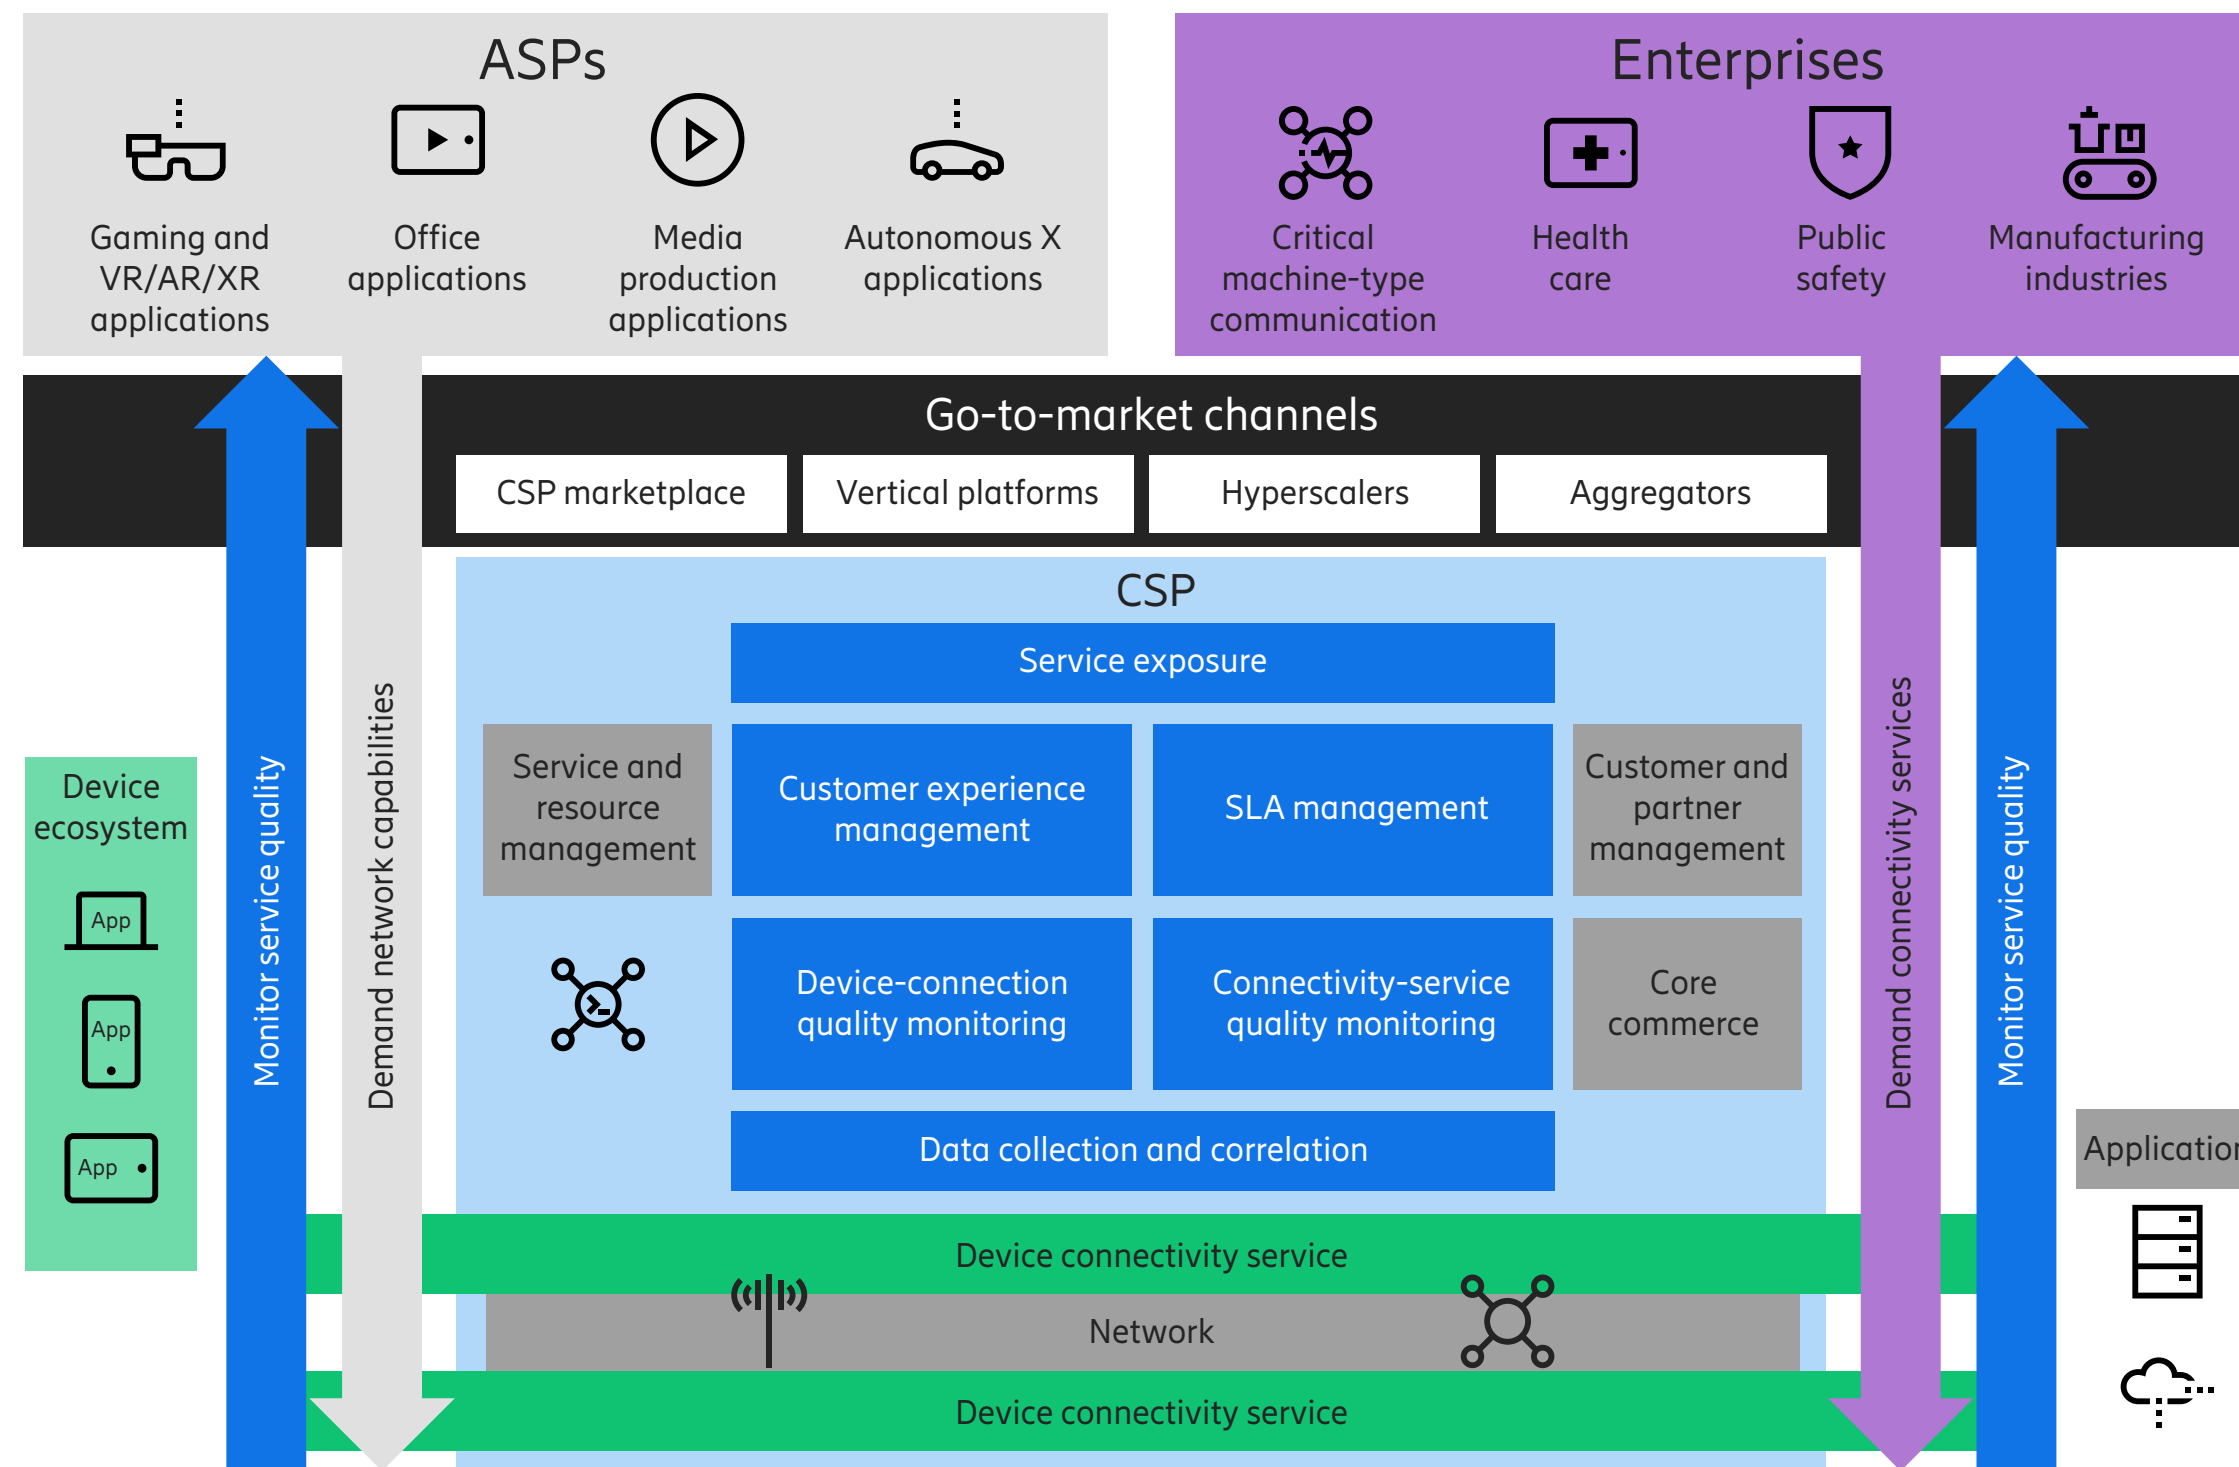 ASPs
Gaming and
VR/AR/XR
applications
Office
applications
Media
production
applications
Autonomous X
applications
Enterprises
Critical
machine-type
communication
Health
care
Public
safety
Manufacturing
industries
Go-to-market channels
CSP marketplace
Vertical platforms
Hyperscalers
Aggregators
CSP
Service exposure
Service and
resource
management
Customer experience
management
SLA management
Customer and
partner
management
Device-connection
quality monitoring
Connectivity-service
quality monitoring
Core
commerce
Data collection and correlation
Device connectivity service
Network
Device connectivity service
Device
ecosystem
App
App
App
Monitor service quality
Demand network capabilities
Demand connectivity services
Monitor service quality